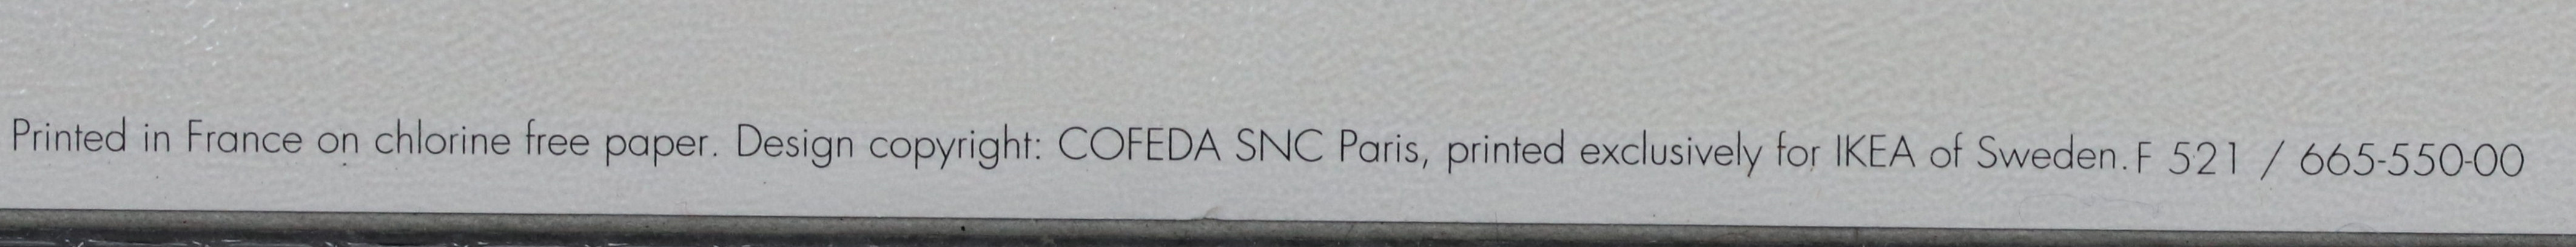 Printed in France on chlorine free paper. Design copyright: COFEDA SNC Paris, printed exclusively for IKEA of Sweden. F 521 / 665-550-00